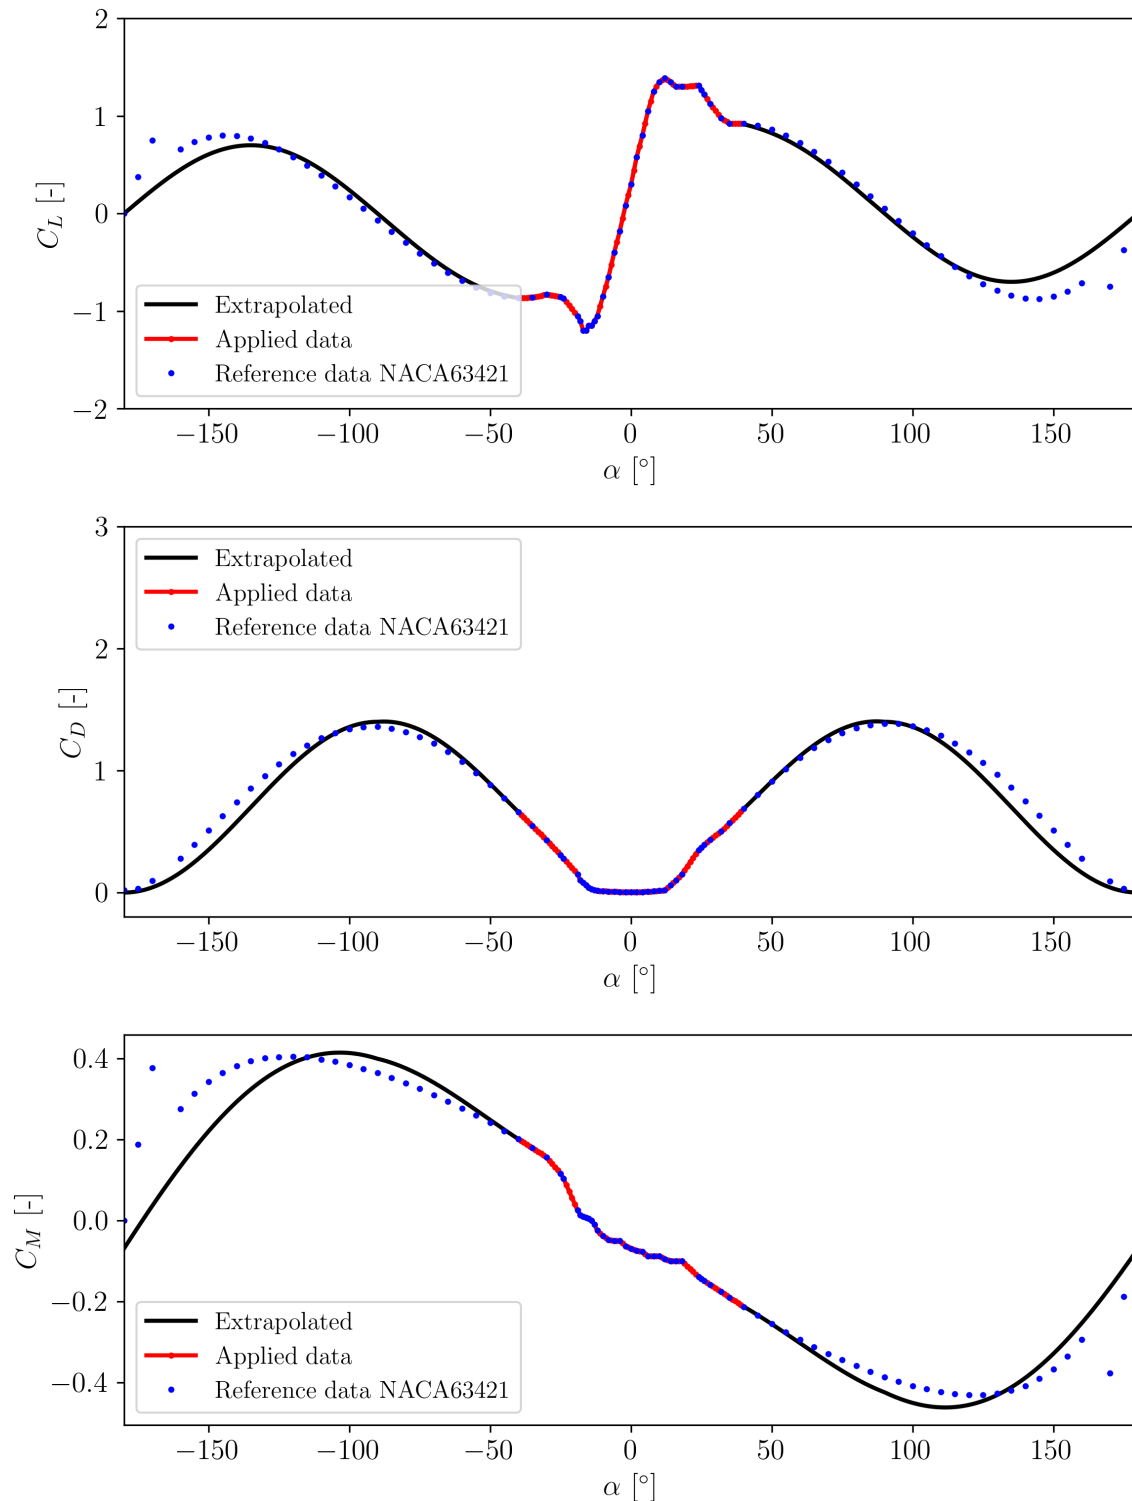 2
1
0
−1
−2
C_L [-]
Extrapolated
Applied data
Reference data NACA63421
−150 −100 −50 0 50 100 150
α [°]
3
2
1
0
C_D [-]
Extrapolated
Applied data
Reference data NACA63421
−150 −100 −50 0 50 100 150
α [°]
0.4
0.2
0.0
−0.2
−0.4
C_M [-]
Extrapolated
Applied data
Reference data NACA63421
−150 −100 −50 0 50 100 150
α [°]